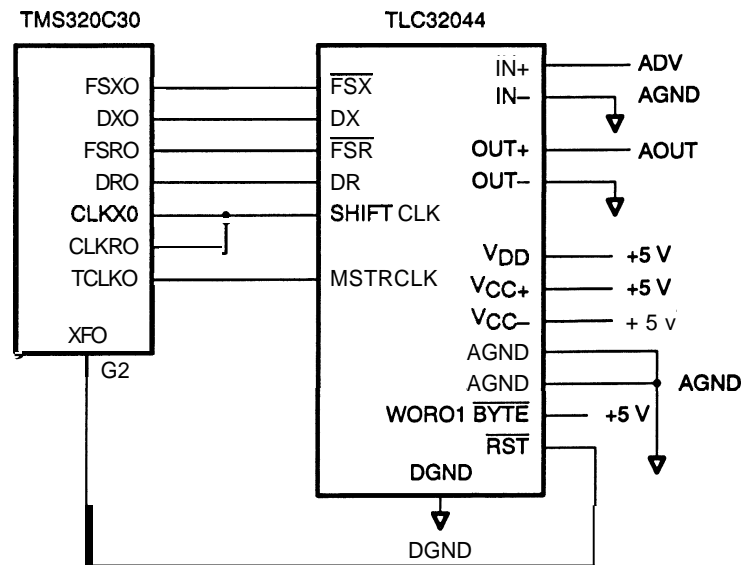 TMS320C30
TLC32044
FSXO
DXO
FSRO
DRO
CLKX0
CLKRO
TCLKO
XFO
G2
FSX
DX
FSR
DR
SHIFT CLK
MSTRCLK
IN+
IN–
OUT+
OUT–
VDD
VCC+
VCC–
AGND
AGND
WORO1 BYTE
RST
DGND
DGND
ADV
AGND
AOUT
+5 V
+5 V
+ 5 v
AGND
+5 V